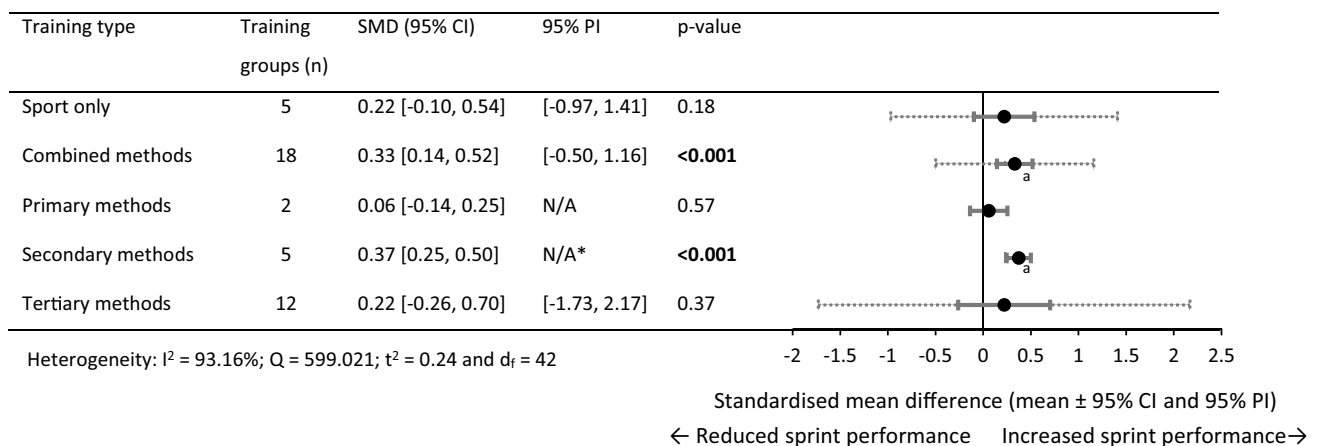 Training type Training groups (n) SMD (95% CI) 95% PI p-value
Sport only 5 0.22 [-0.10, 0.54] [-0.97, 1.41] 0.18
Combined methods 18 0.33 [0.14, 0.52] [-0.50, 1.16] <0.001
a
Primary methods 2 0.06 [-0.14, 0.25] N/A 0.57
Secondary methods 5 0.37 [0.25, 0.50] N/A* <0.001
a
Tertiary methods 12 0.22 [-0.26, 0.70] [-1.73, 2.17] 0.37
-2 -1.5 -1 -0.5 0 0.5 1 1.5 2 2.5
Heterogeneity: I² = 93.16%; Q = 599.021; t² = 0.24 and df = 42
Standardised mean difference (mean ± 95% CI and 95% PI)
← Reduced sprint performance Increased sprint performance→